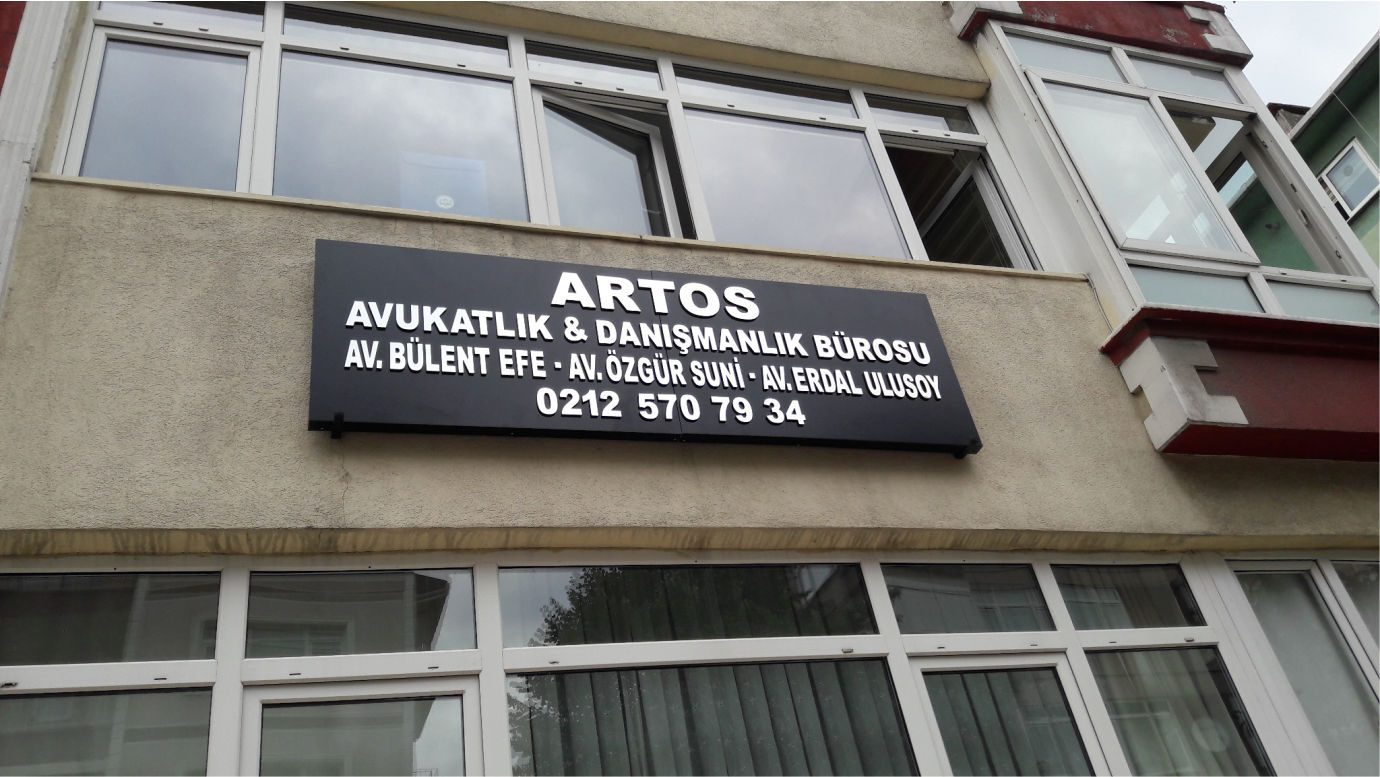 ARTOS
AVUKATLIK & DANIŞMANLIK BÜROSU
AV. BÜLENT EFE - AV. ÖZGÜR SUNİ - AV. ERDAL ULUSOY
0212 570 79 34